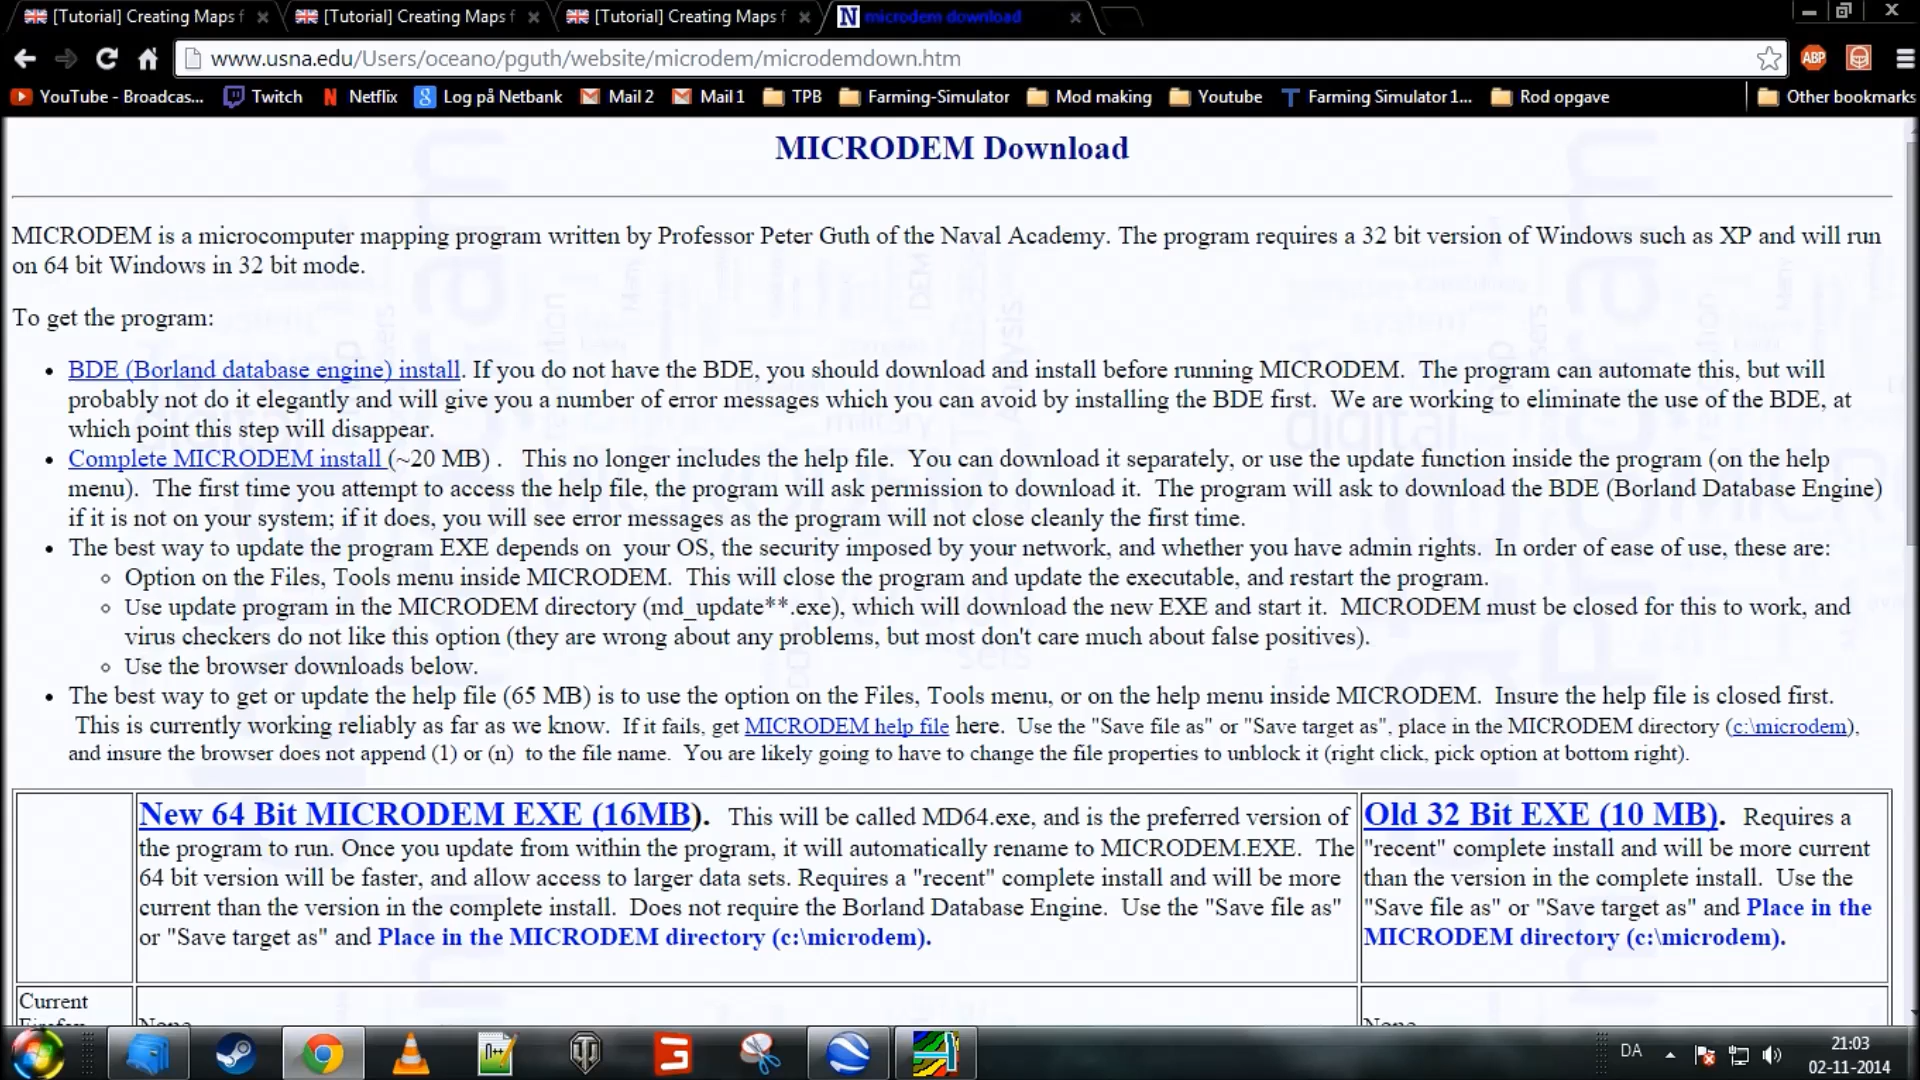 [Tutorial] Creating Maps f
[Tutorial] Creating Maps f
[Tutorial] Creating Maps f
microdem download
www.usna.edu/Users/oceano/pguth/website/microdem/microdemdown.htm
ABP
YouTube - Broadcas... Twitch Netflix Log på Netbank Mail 2 Mail 1 TPB Farming-Simulator Mod making Youtube Farming Simulator 1... Rod opgave Other bookmarks
MICRODEM Download
MICRODEM is a microcomputer mapping program written by Professor Peter Guth of the Naval Academy. The program requires a 32 bit version of Windows such as XP and will run
on 64 bit Windows in 32 bit mode.
To get the program:
BDE (Borland database engine) install. If you do not have the BDE, you should download and install before running MICRODEM. The program can automate this, but will
probably not do it elegantly and will give you a number of error messages which you can avoid by installing the BDE first. We are working to eliminate the use of the BDE, at
which point this step will disappear.
Complete MICRODEM install (~20 MB) . This no longer includes the help file. You can download it separately, or use the update function inside the program (on the help
menu). The first time you attempt to access the help file, the program will ask permission to download it. The program will ask to download the BDE (Borland Database Engine)
if it is not on your system; if it does, you will see error messages as the program will not close cleanly the first time.
The best way to update the program EXE depends on your OS, the security imposed by your network, and whether you have admin rights. In order of ease of use, these are:
Option on the Files, Tools menu inside MICRODEM. This will close the program and update the executable, and restart the program.
Use update program in the MICRODEM directory (md_update**.exe), which will download the new EXE and start it. MICRODEM must be closed for this to work, and
virus checkers do not like this option (they are wrong about any problems, but most don't care much about false positives).
Use the browser downloads below.
The best way to get or update the help file (65 MB) is to use the option on the Files, Tools menu, or on the help menu inside MICRODEM. Insure the help file is closed first.
This is currently working reliably as far as we know. If it fails, get MICRODEM help file here. Use the "Save file as" or "Save target as", place in the MICRODEM directory (c:\microdem),
and insure the browser does not append (1) or (n) to the file name. You are likely going to have to change the file properties to unblock it (right click, pick option at bottom right).
New 64 Bit MICRODEM EXE (16MB). This will be called MD64.exe, and is the preferred version of
the program to run. Once you update from within the program, it will automatically rename to MICRODEM.EXE. The
64 bit version will be faster, and allow access to larger data sets. Requires a "recent" complete install and will be more
current than the version in the complete install. Does not require the Borland Database Engine. Use the "Save file as"
or "Save target as" and Place in the MICRODEM directory (c:\microdem).
Old 32 Bit EXE (10 MB). Requires a
"recent" complete install and will be more current
than the version in the complete install. Use the
"Save file as" or "Save target as" and Place in the
MICRODEM directory (c:\microdem).
Current
Firefox
None
None
DA
21:03
02-11-2014